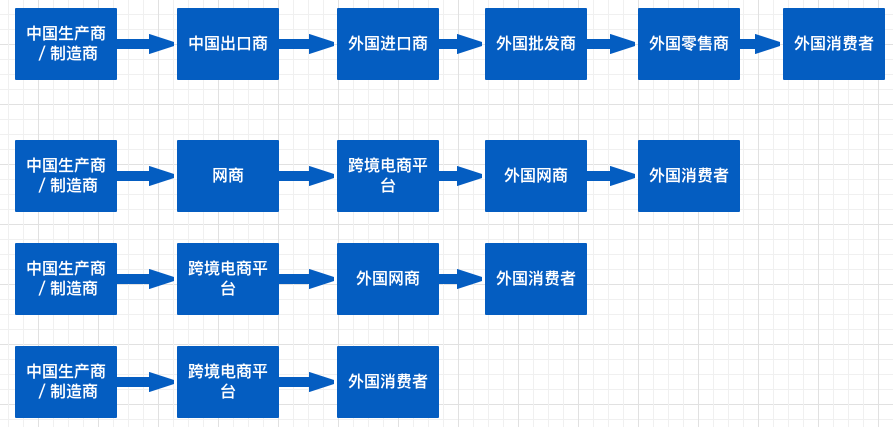 中国生产商
/ 制造商
中国出口商
外国进口商
外国批发商
外国零售商
外国消费者
中国生产商
/ 制造商
网商
跨境电商平
台
外国网商
外国消费者
中国生产商
/ 制造商
跨境电商平
台
外国网商
外国消费者
中国生产商
/ 制造商
跨境电商平
台
外国消费者